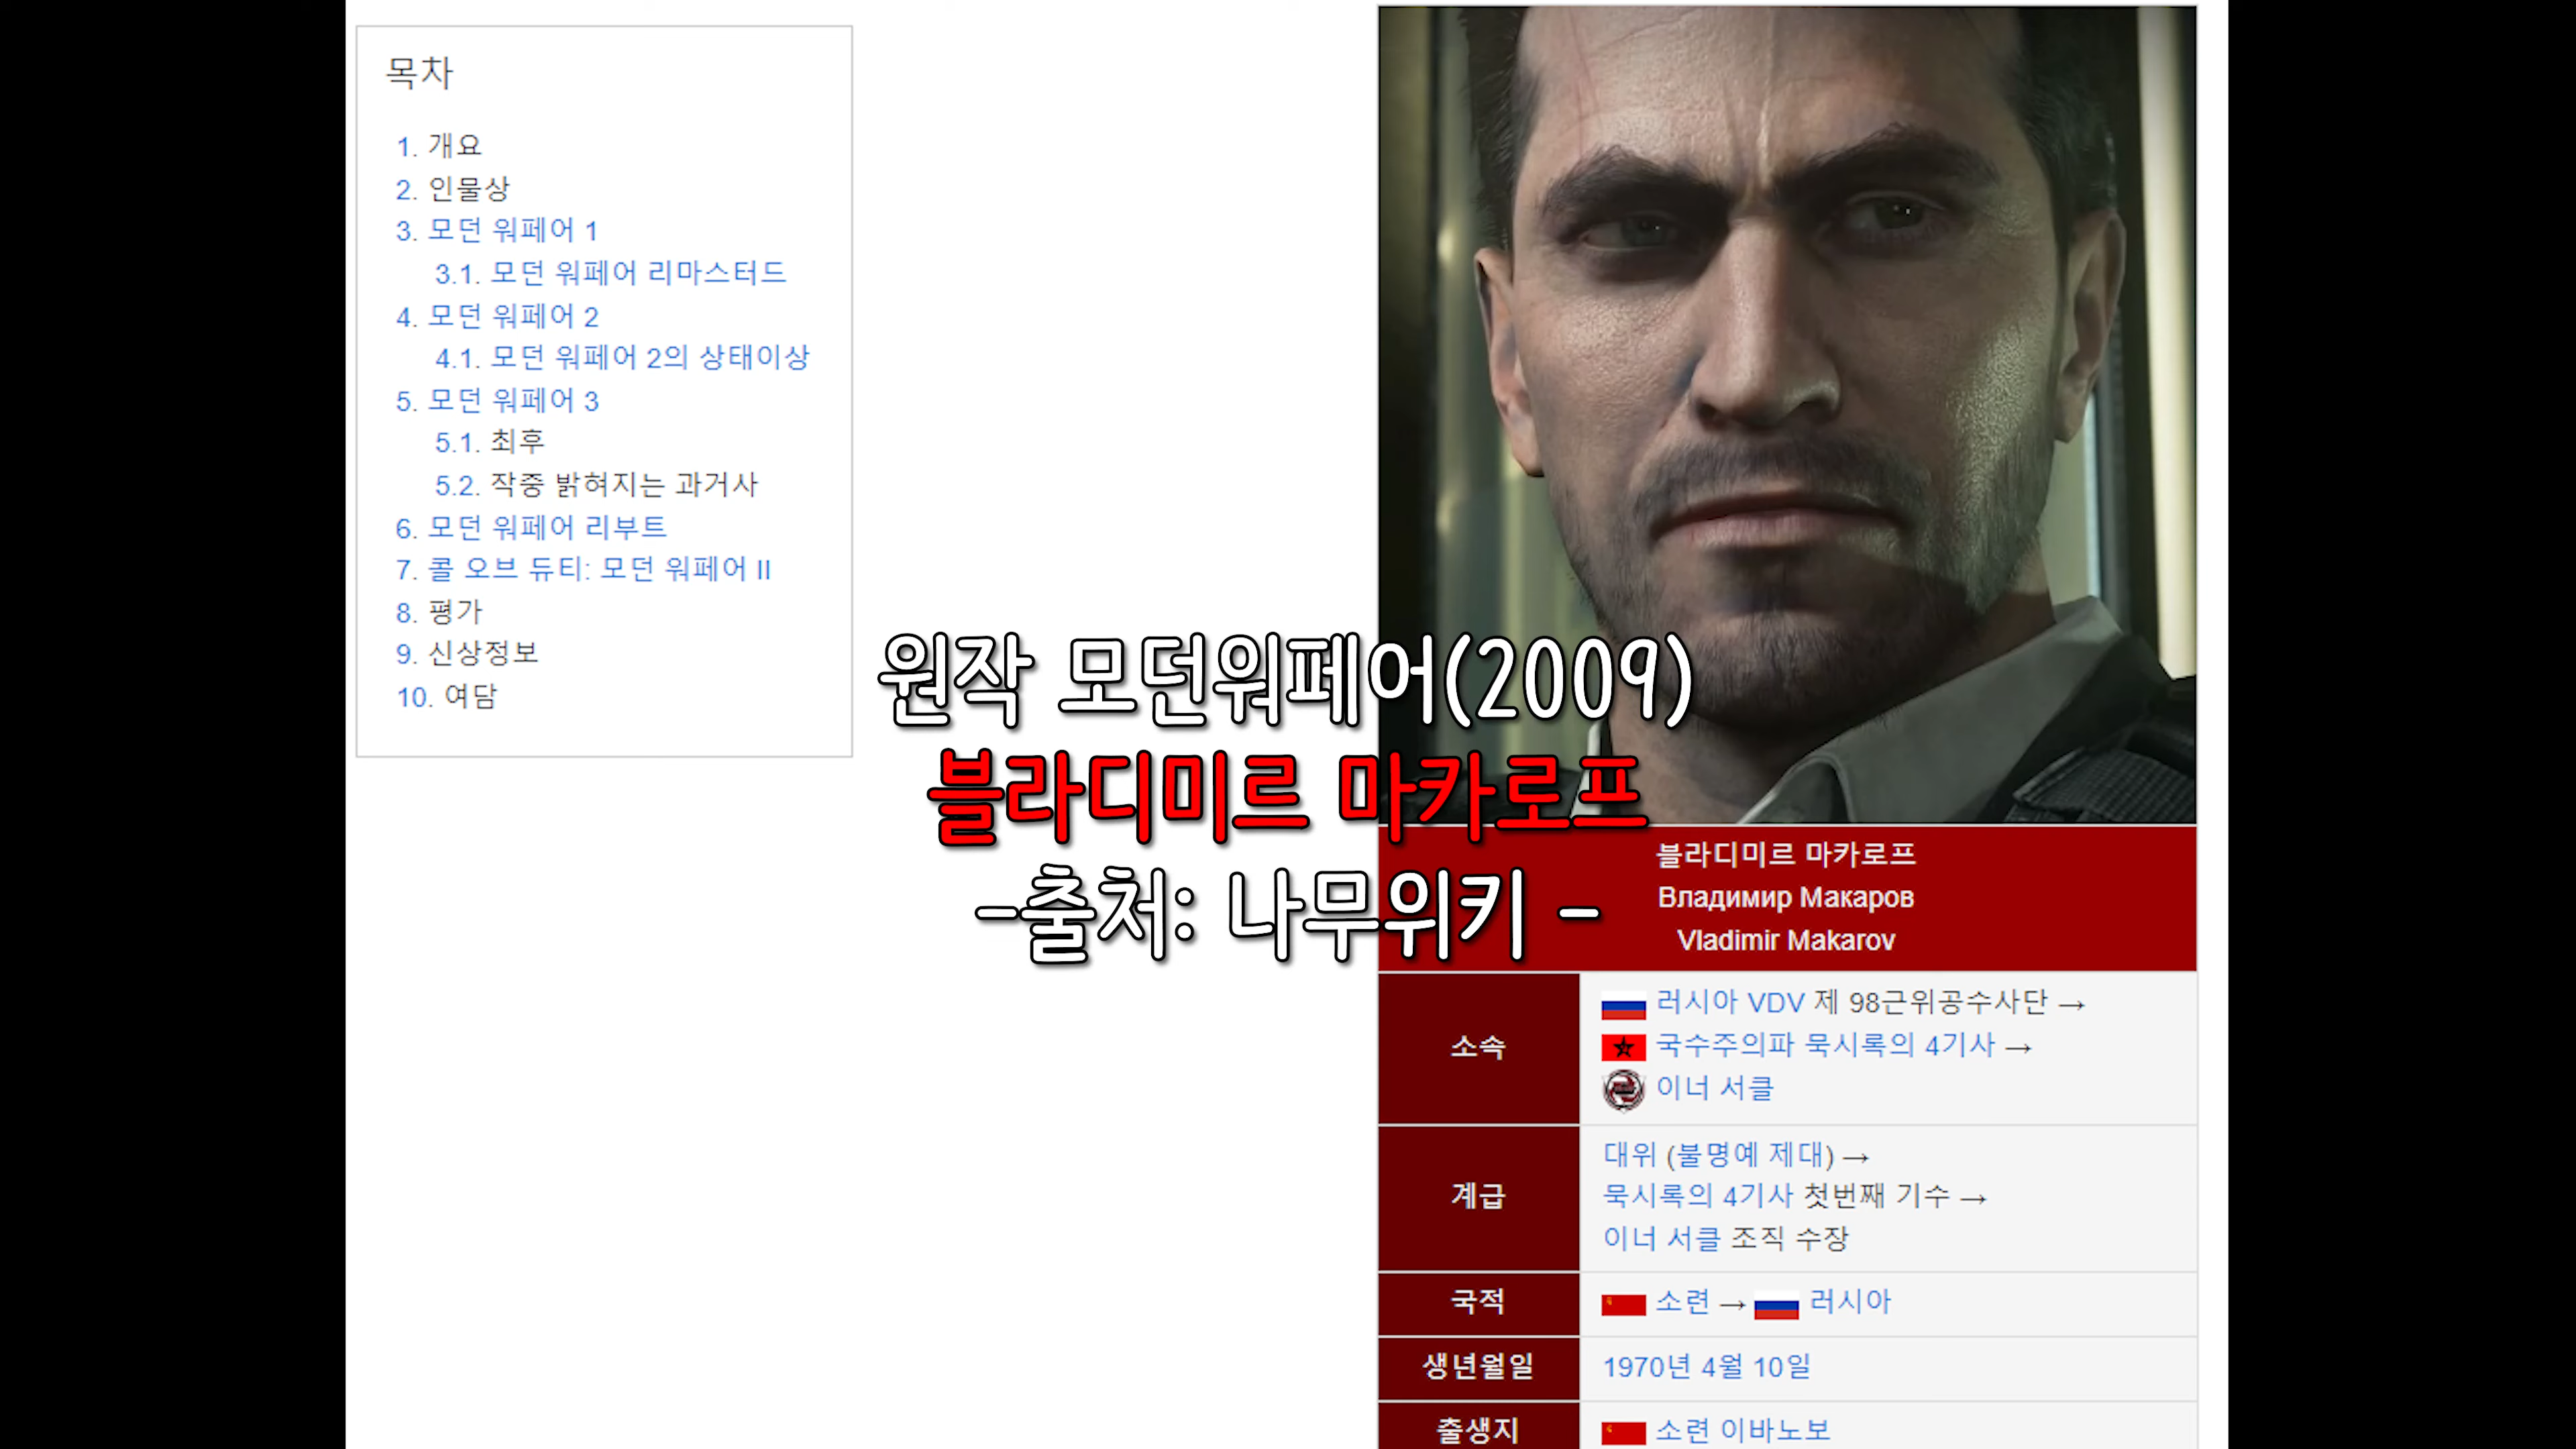 목차
1. 개요
2. 인물상
3. 모던 워페어 1
3.1. 모던 워페어 리마스터드
4. 모던 워페어 2
4.1. 모던 워페어 2의 상태이상
5. 모던 워페어 3
5.1. 최후
5.2. 작중 밝혀지는 과거사
6. 모던 워페어 리부트
7. 콜 오브 듀티: 모던 워페어 II
8. 평가
9. 신상정보
10. 여담
원작 모던워페어(2009)
블라디미르 마카로프
-출처: 나무위키 -
블라디미르 마카로프
Владимир Макаров
Vladimir Makarov
소속
러시아 VDV 제 98근위공수사단 →
국수주의파 묵시록의 4기사 →
이너 서클
계급
대위 (불명예 제대) →
묵시록의 4기사 첫번째 기수 →
이너 서클 조직 수장
국적
소련 → 러시아
생년월일
1970년 4월 10일
출생지
소련 이바노보